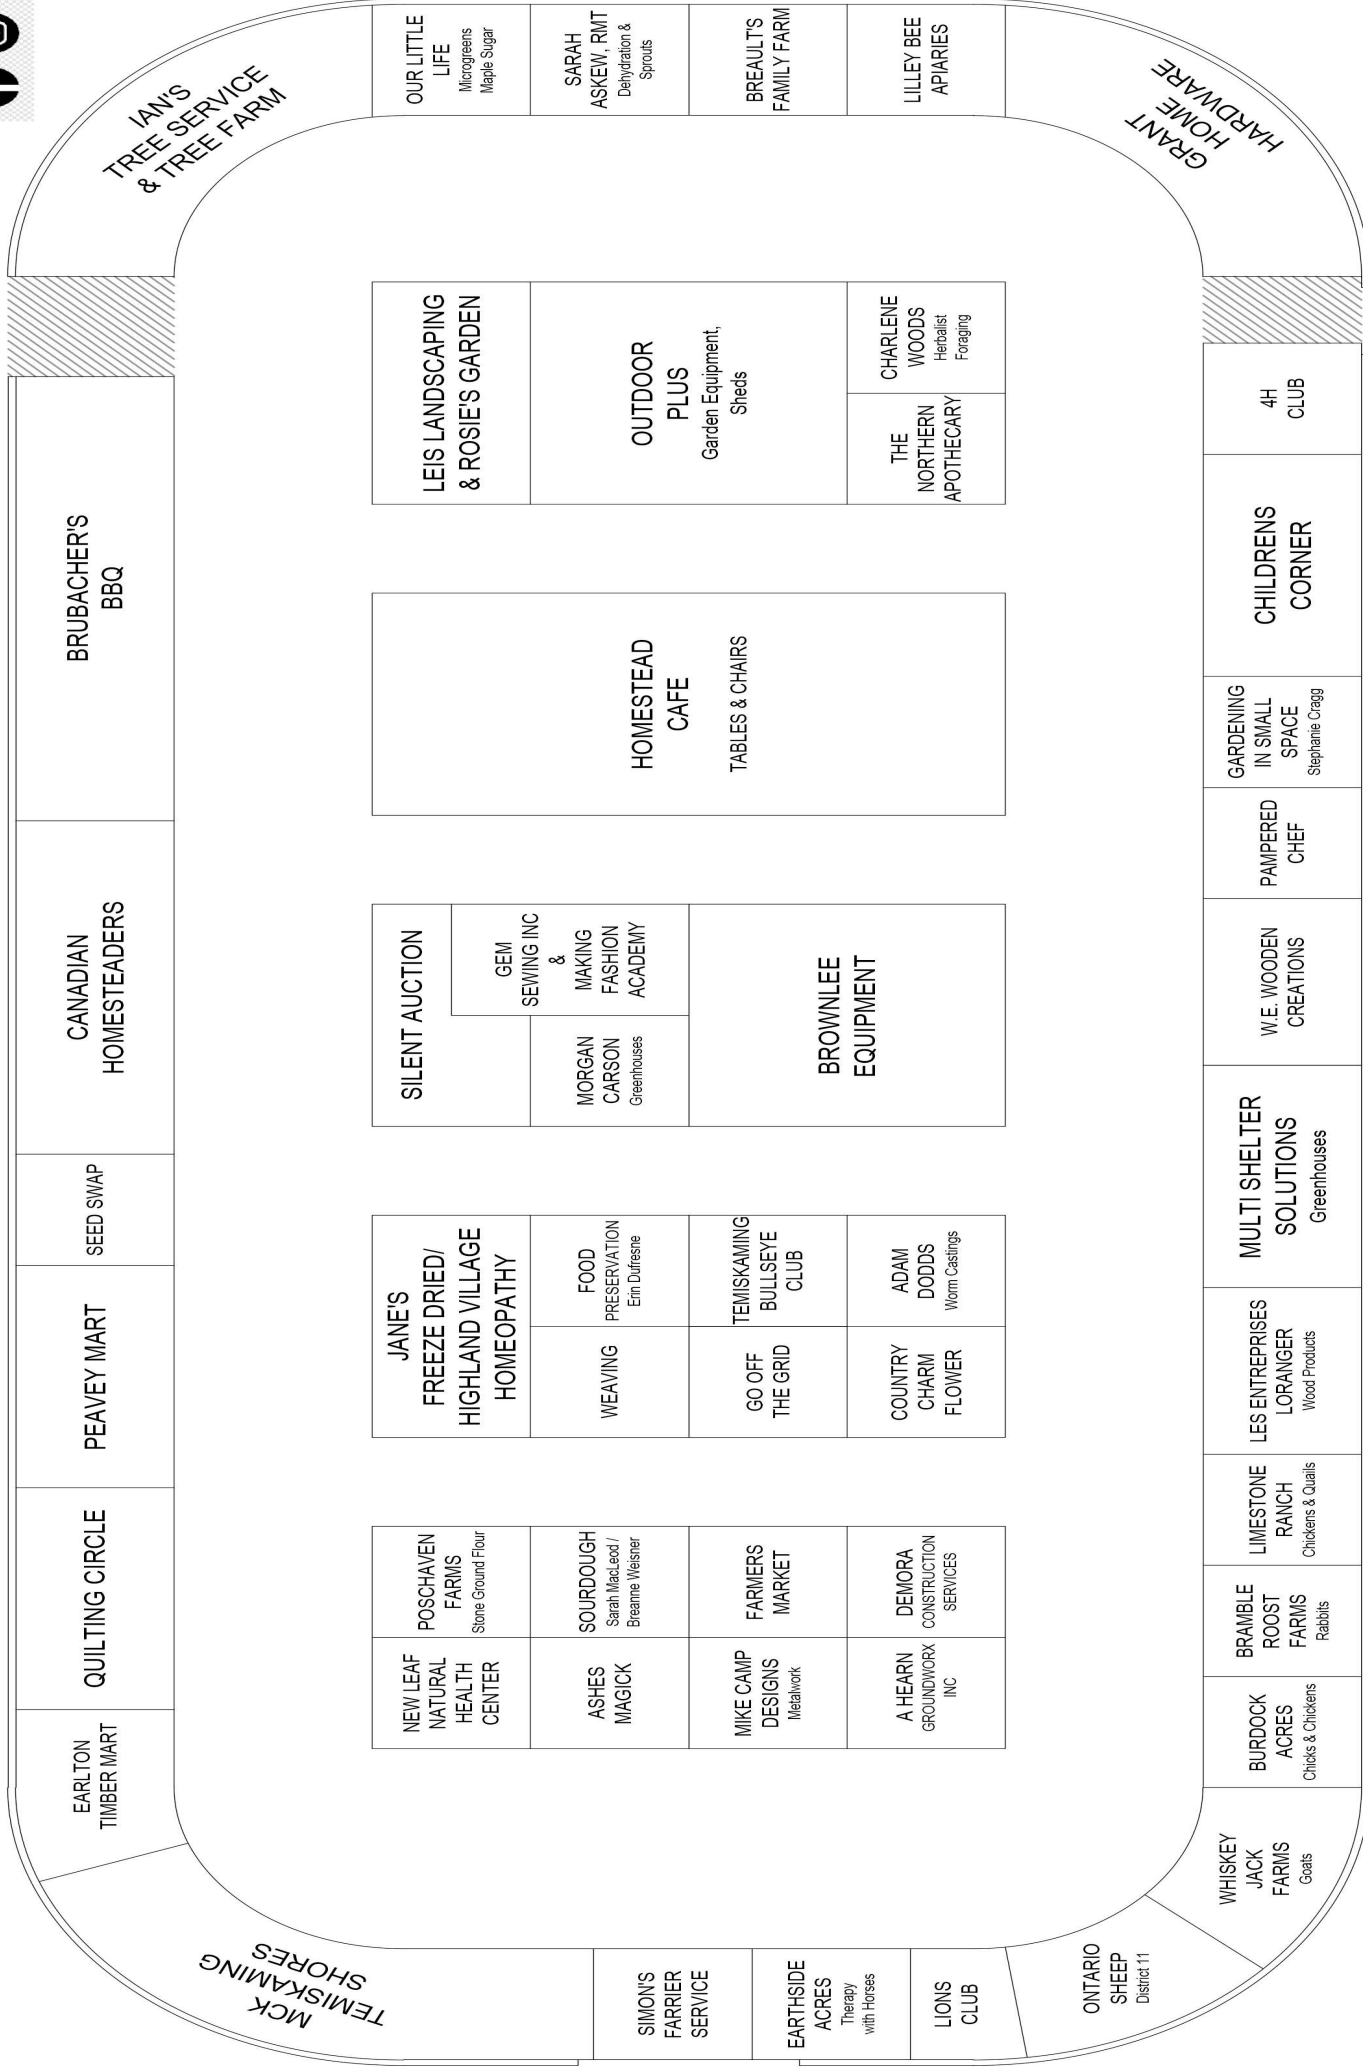 IAN'S
TREE SERVICE
& TREE FARM
OUR LITTLE
LIFE
Microgreens
Maple Sugar
SARAH
ASKEW, RMT
Dehydration &
Sprouts
BREAULT'S
FAMILY FARM
LILLEY BEE
APIARIES
GRANT
HOME
HARDWARE
BRUBACHER'S
BBQ
CANADIAN
HOMESTEADERS
SEED SWAP
PEAVEY MART
QUILTING CIRCLE
EARLTON
TIMBER MART
MCK
TEMISKAMING
SHORES
LEIS LANDSCAPING
& ROSIE'S GARDEN
OUTDOOR
PLUS
Garden Equipment,
Sheds
CHARLENE
WOODS
Herbalist
Foraging
THE
NORTHERN
APOTHECARY
HOMESTEAD
CAFE
TABLES & CHAIRS
SILENT AUCTION
GEM
SEWING INC
&
MAKING
FASHION
ACADEMY
MORGAN
CARSON
Greenhouses
BROWNLEE
EQUIPMENT
JANE'S
FREEZE DRIED/
HIGHLAND VILLAGE
HOMEOPATHY
FOOD
PRESERVATION
Erin Dufresne
WEAVING
TEMISKAMING
BULLSEYE
CLUB
GO OFF
THE GRID
ADAM
DODDS
Worm Castings
COUNTRY
CHARM
FLOWER
POSCHAVEN
FARMS
Stone Ground Flour
NEW LEAF
NATURAL
HEALTH
CENTER
SOURDOUGH
Sarah MacLeod /
Breanne Weisner
ASHES
MAGICK
FARMERS
MARKET
MIKE CAMP
DESIGNS
Metalwork
DEMORA
CONSTRUCTION
SERVICES
A HEARN
GROUNDWORX
INC
4H
CLUB
CHILDRENS
CORNER
GARDENING
IN SMALL
SPACE
Stephanie Cragg
PAMPERED
CHEF
W.E. WOODEN
CREATIONS
MULTI SHELTER
SOLUTIONS
Greenhouses
LES ENTREPRISES
LORANGER
Wood Products
LIMESTONE
RANCH
Chickens & Quails
BRAMBLE
ROOST
FARMS
Rabbits
BURDOCK
ACRES
Chicks & Chickens
WHISKEY
JACK
FARMS
Goats
SIMON'S
FARRIER
SERVICE
EARTHSIDE
ACRES
Therapy
with Horses
LIONS
CLUB
ONTARIO
SHEEP
District 11